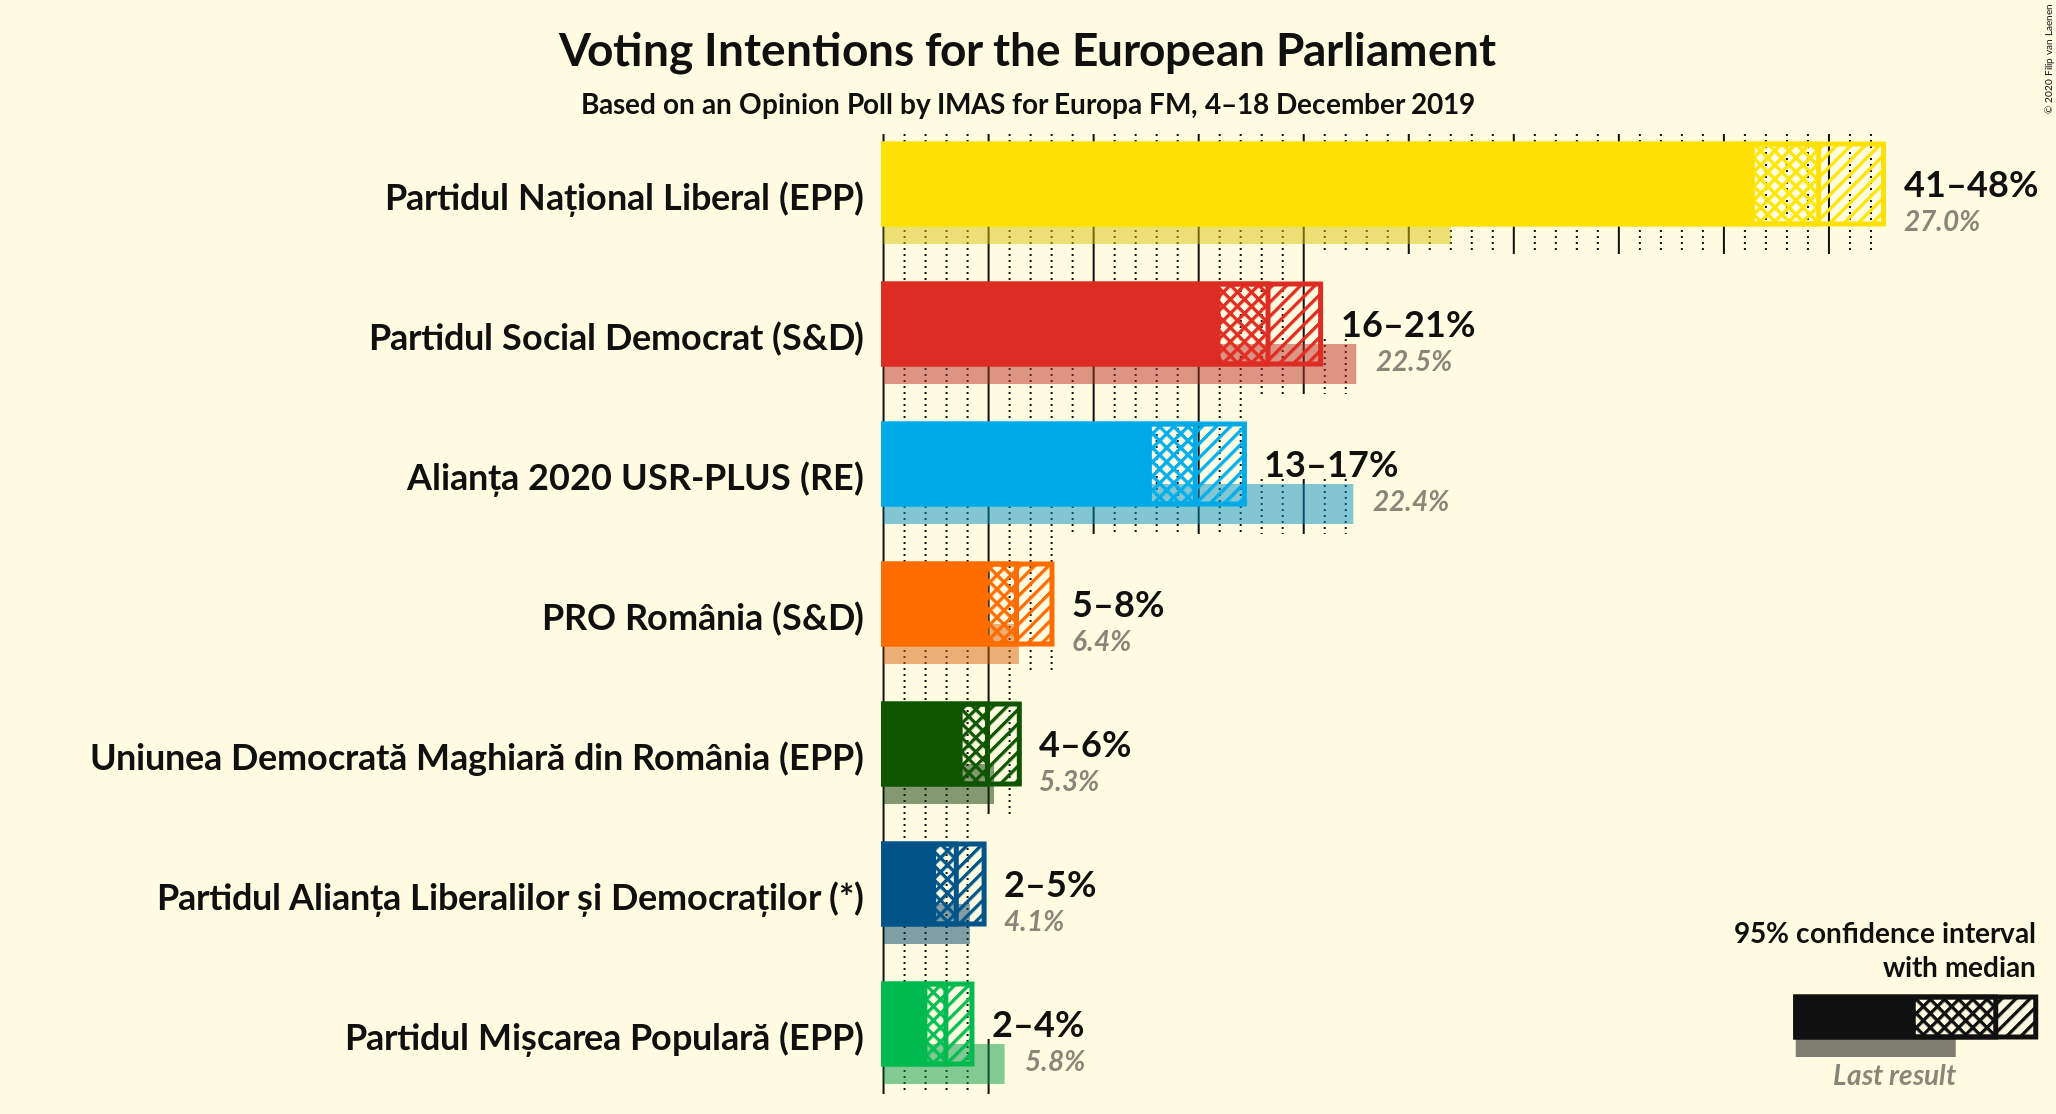 Voting Intentions for the European Parliament
Based on an Opinion Poll by IMAS for Europa FM, 4–18 December 2019
© 2020 Filip van Laenen
Partidul Național Liberal (EPP)
41–48%
27.0%
Partidul Social Democrat (S&D)
16–21%
22.5%
Alianța 2020 USR-PLUS (RE)
13–17%
22.4%
PRO România (S&D)
5–8%
6.4%
Uniunea Democrată Maghiară din România (EPP)
4–6%
5.3%
Partidul Alianța Liberalilor și Democraților (*)
2–5%
4.1%
Partidul Mișcarea Populară (EPP)
2–4%
5.8%
95% confidence interval
with median
Last result